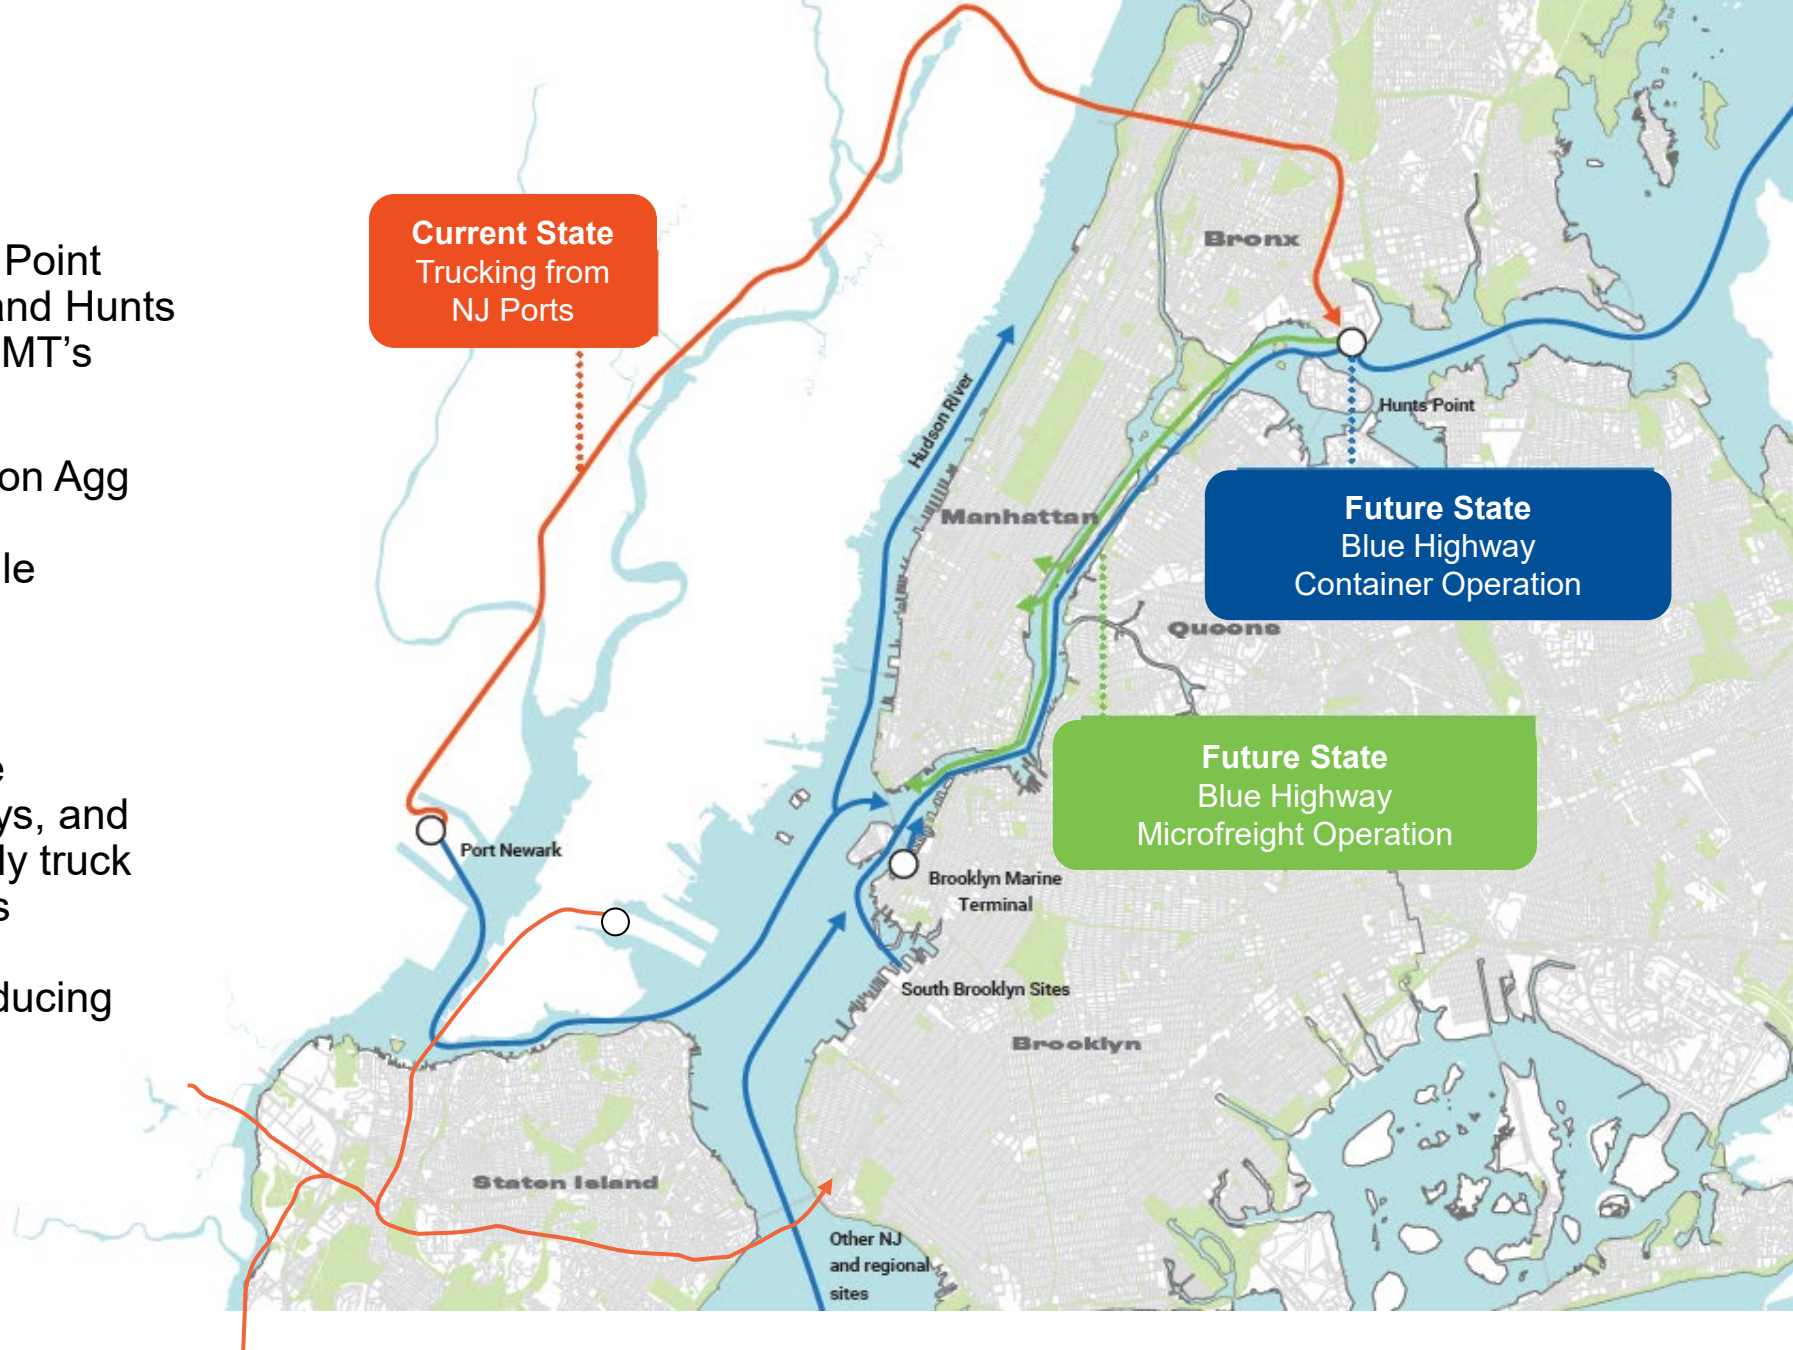 Point
and Hunts
MT's
on Agg
le
e
ys, and
ly truck
s
ducing
Current State
Trucking from
NJ Ports
Bronx
Hudson River
Hunts Point
Manhattan
Future State
Blue Highway
Container Operation
Queens
Future State
Blue Highway
Microfreight Operation
Port Newark
Brooklyn Marine
Terminal
South Brooklyn Sites
Brooklyn
Staten Island
Other NJ
and regional
sites